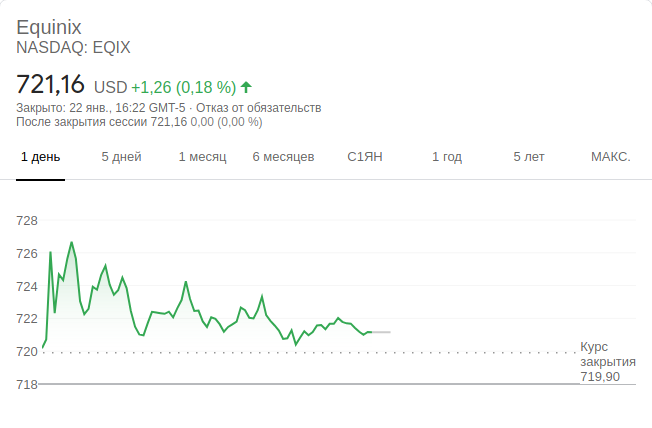 Equinix
NASDAQ: EQIX
721,16 USD +1,26 (0,18 %)
Закрыто: 22 янв., 16:22 GMT-5 · Отказ от обязательств
После закрытия сессии 721,16 0,00 (0,00 %)
1 день 5 дней 1 месяц 6 месяцев С1ЯН 1 год 5 лет МАКС.
728
726
724
722
720
718
Курс
закрытия
719,90